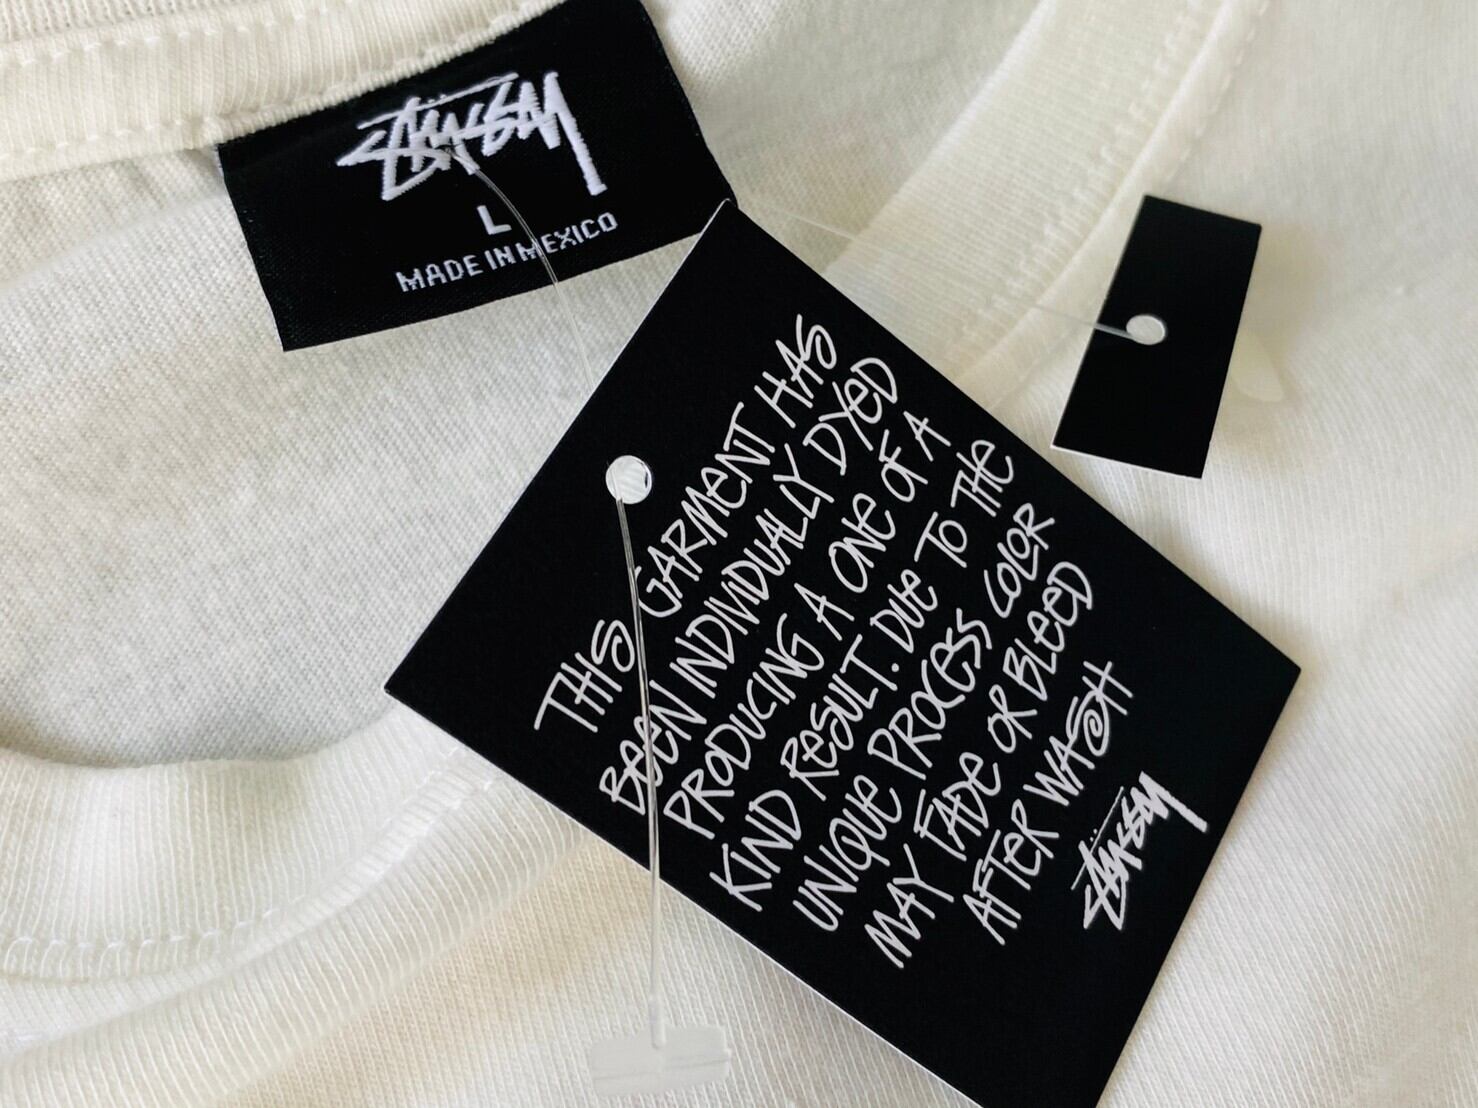 STÜSSY
L
MADE IN MEXICO
THIS GARMENT HAS
BEEN INDIVIDUALLY DYED
PRODUCING A ONE OF A
KIND RESULT. DUE TO THE
UNIQUE PROCESS COLOR
MAY FADE OR BLEED
AFTER WASH
STÜSSY